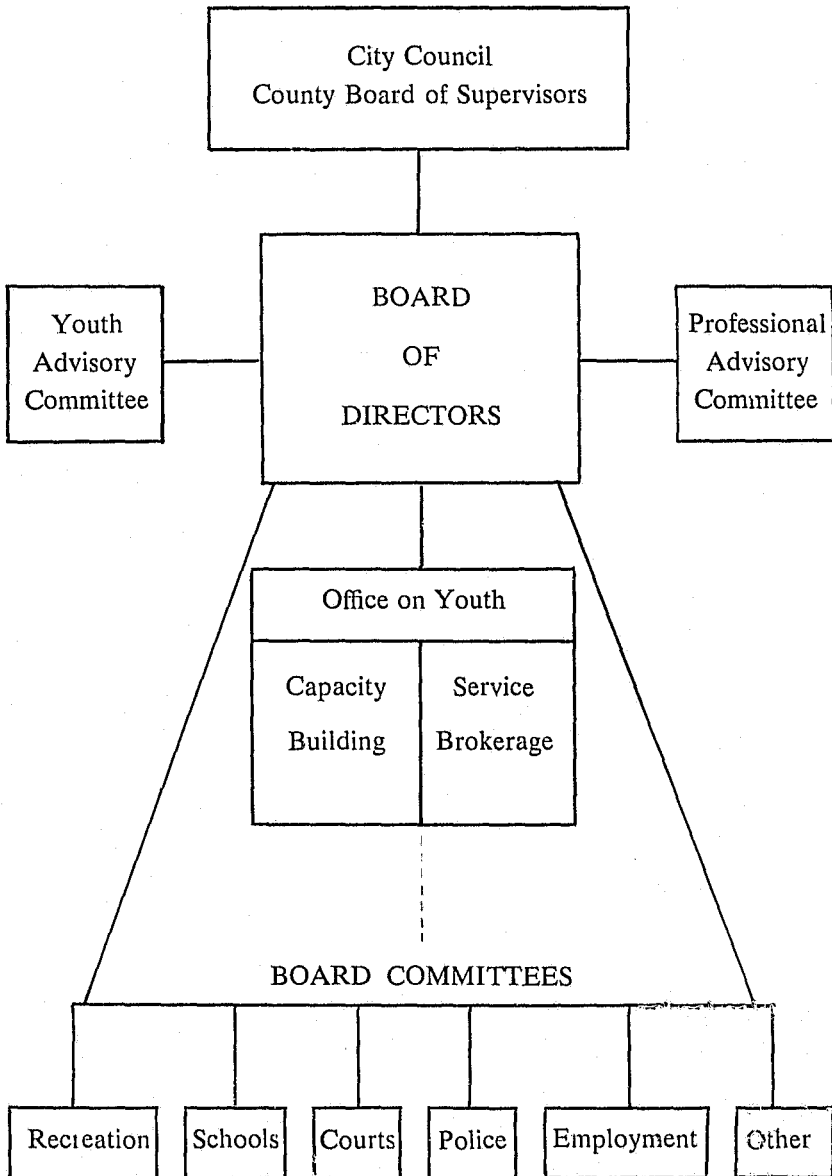 City Council
County Board of Supervisors
BOARD
OF
DIRECTORS
Youth
Advisory
Committee
Professional
Advisory
Committee
Office on Youth
Capacity
Building
Service
Brokerage
BOARD COMMITTEES
Recreation
Schools
Courts
Police
Employment
Other